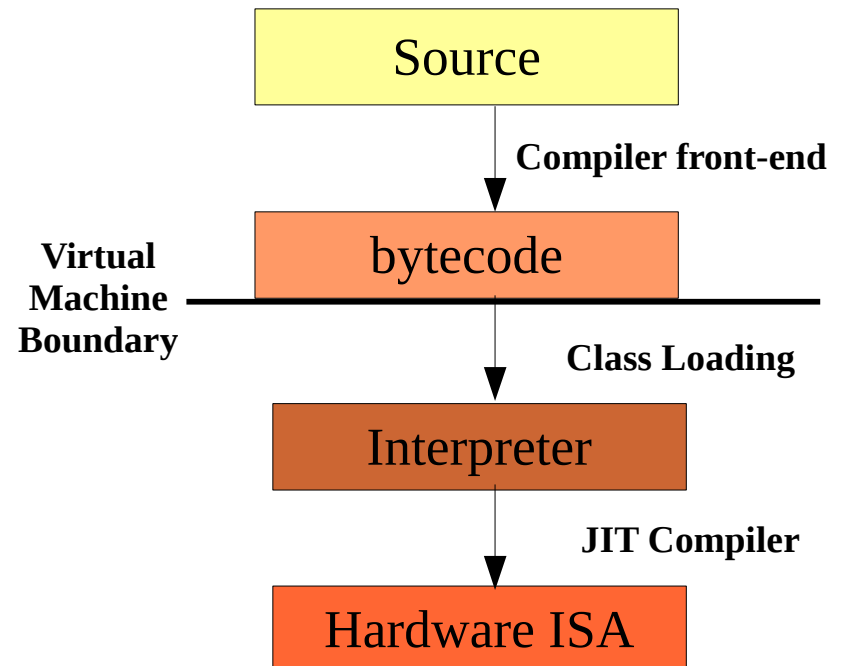 Source
Compiler front-end
bytecode
Virtual
Machine
Boundary
Class Loading
Interpreter
JIT Compiler
Hardware ISA